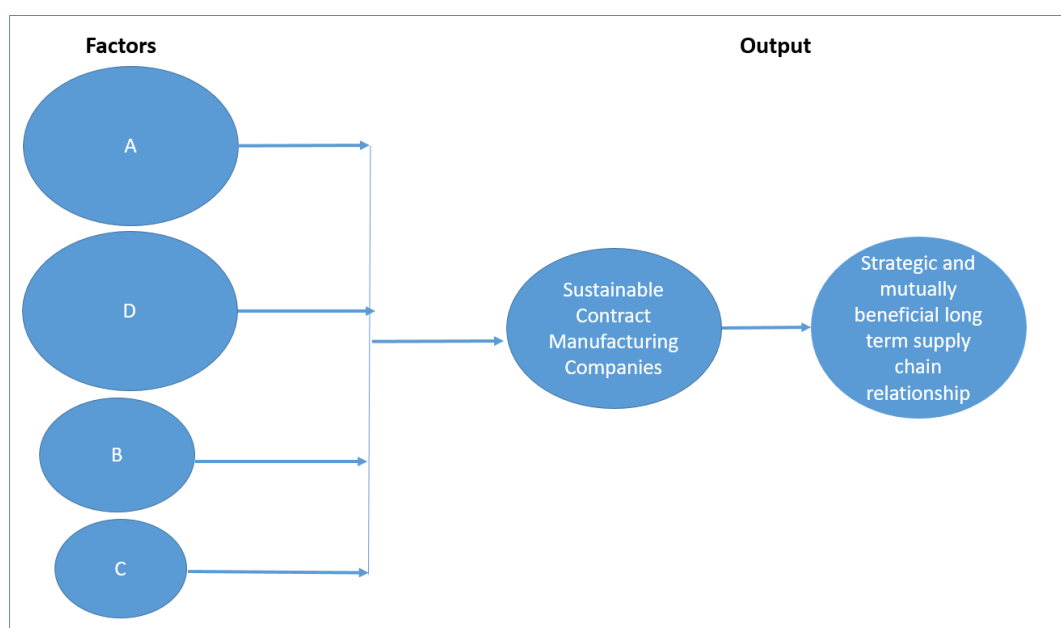 Factors
Output
A
D
B
C
Sustainable
Contract
Manufacturing
Companies
Strategic and
mutually
beneficial long
term supply
chain
relationship